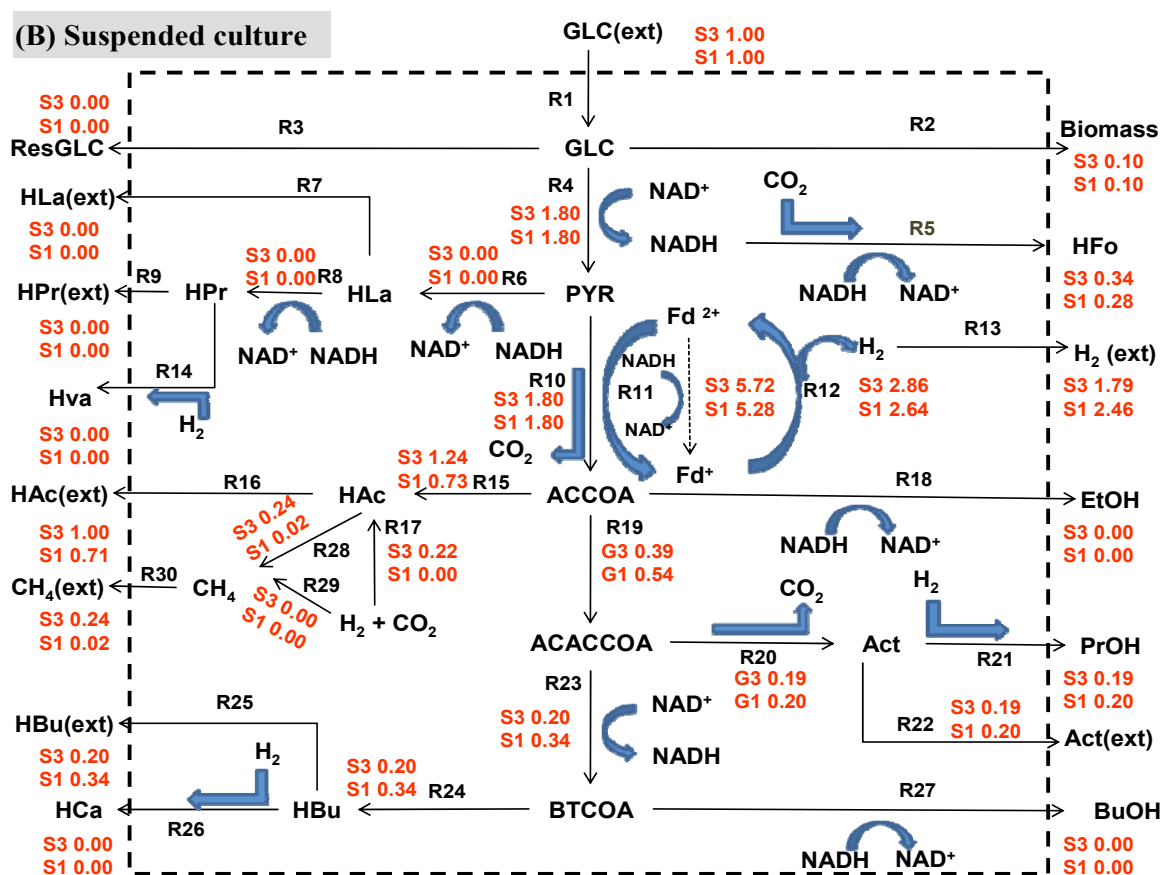 (B) Suspended culture
GLC(ext)
S3 1.00
S1 1.00
R1
S3 0.00
S1 0.00
ResGLC
R3
GLC
R2
Biomass
S3 0.10
S1 0.10
HLa(ext)
S3 0.00
S1 0.00
R7
R4
S3 1.80
S1 1.80
NAD+
NADH
CO2
R5
HFo
S3 0.34
S1 0.28
NADH
NAD+
HPr(ext)
S3 0.00
S1 0.00
R9
HPr
S3 0.00
S1 0.00
R8
HLa
S3 0.00
S1 0.00
R6
PYR
NAD+ NADH
NAD+
NADH
Hva
S3 0.00
S1 0.00
R14
H2
R10
S3 1.80
S1 1.80
CO2
Fd 2+
NADH
R11
NAD+
Fd+
S3 5.72
S1 5.28
R12
H2
S3 2.86
S1 2.64
R13
H2 (ext)
S3 1.79
S1 2.46
HAc(ext)
S3 1.00
S1 0.71
R16
HAc
S3 1.24
S1 0.73
R15
ACCOA
R18
EtOH
S3 0.00
S1 0.00
NADH
NAD+
CH4(ext)
S3 0.24
S1 0.02
R30
CH4
S3 0.24
S1 0.02
R28
R17
S3 0.22
S1 0.00
R29
S3 0.00
S1 0.00
H2 + CO2
R19
G3 0.39
G1 0.54
ACACCOA
CO2
R20
G3 0.19
G1 0.20
Act
H2
R21
PrOH
S3 0.19
S1 0.20
R22
S3 0.19
S1 0.20
Act(ext)
HBu(ext)
S3 0.20
S1 0.34
R25
R23
S3 0.20
S1 0.34
NAD+
NADH
HCa
S3 0.00
S1 0.00
H2
R26
HBu
S3 0.20
S1 0.34
R24
BTCOA
R27
BuOH
S3 0.00
S1 0.00
NADH
NAD+